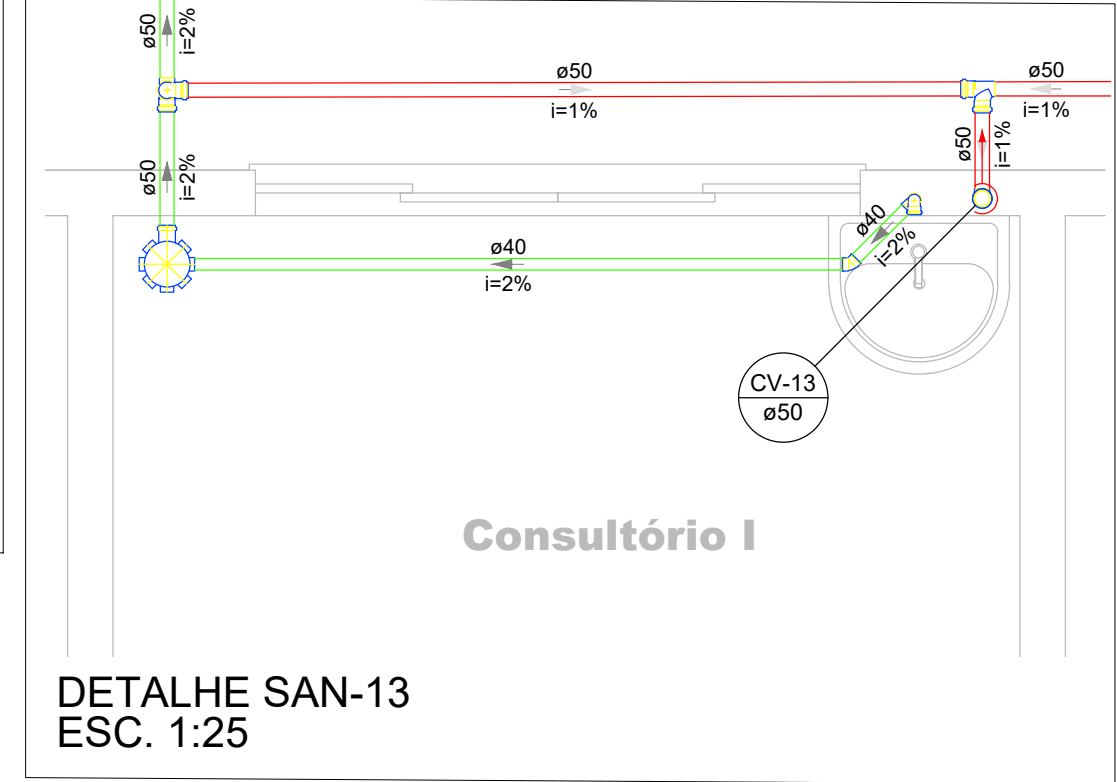 ø50
i=2%
ø50
i=1%
ø50
i=1%
ø50
i=2%
ø50
i=1%
ø40
i=2%
ø40
i=2%
CV-13
ø50
Consultório I
DETALHE SAN-13
ESC. 1:25